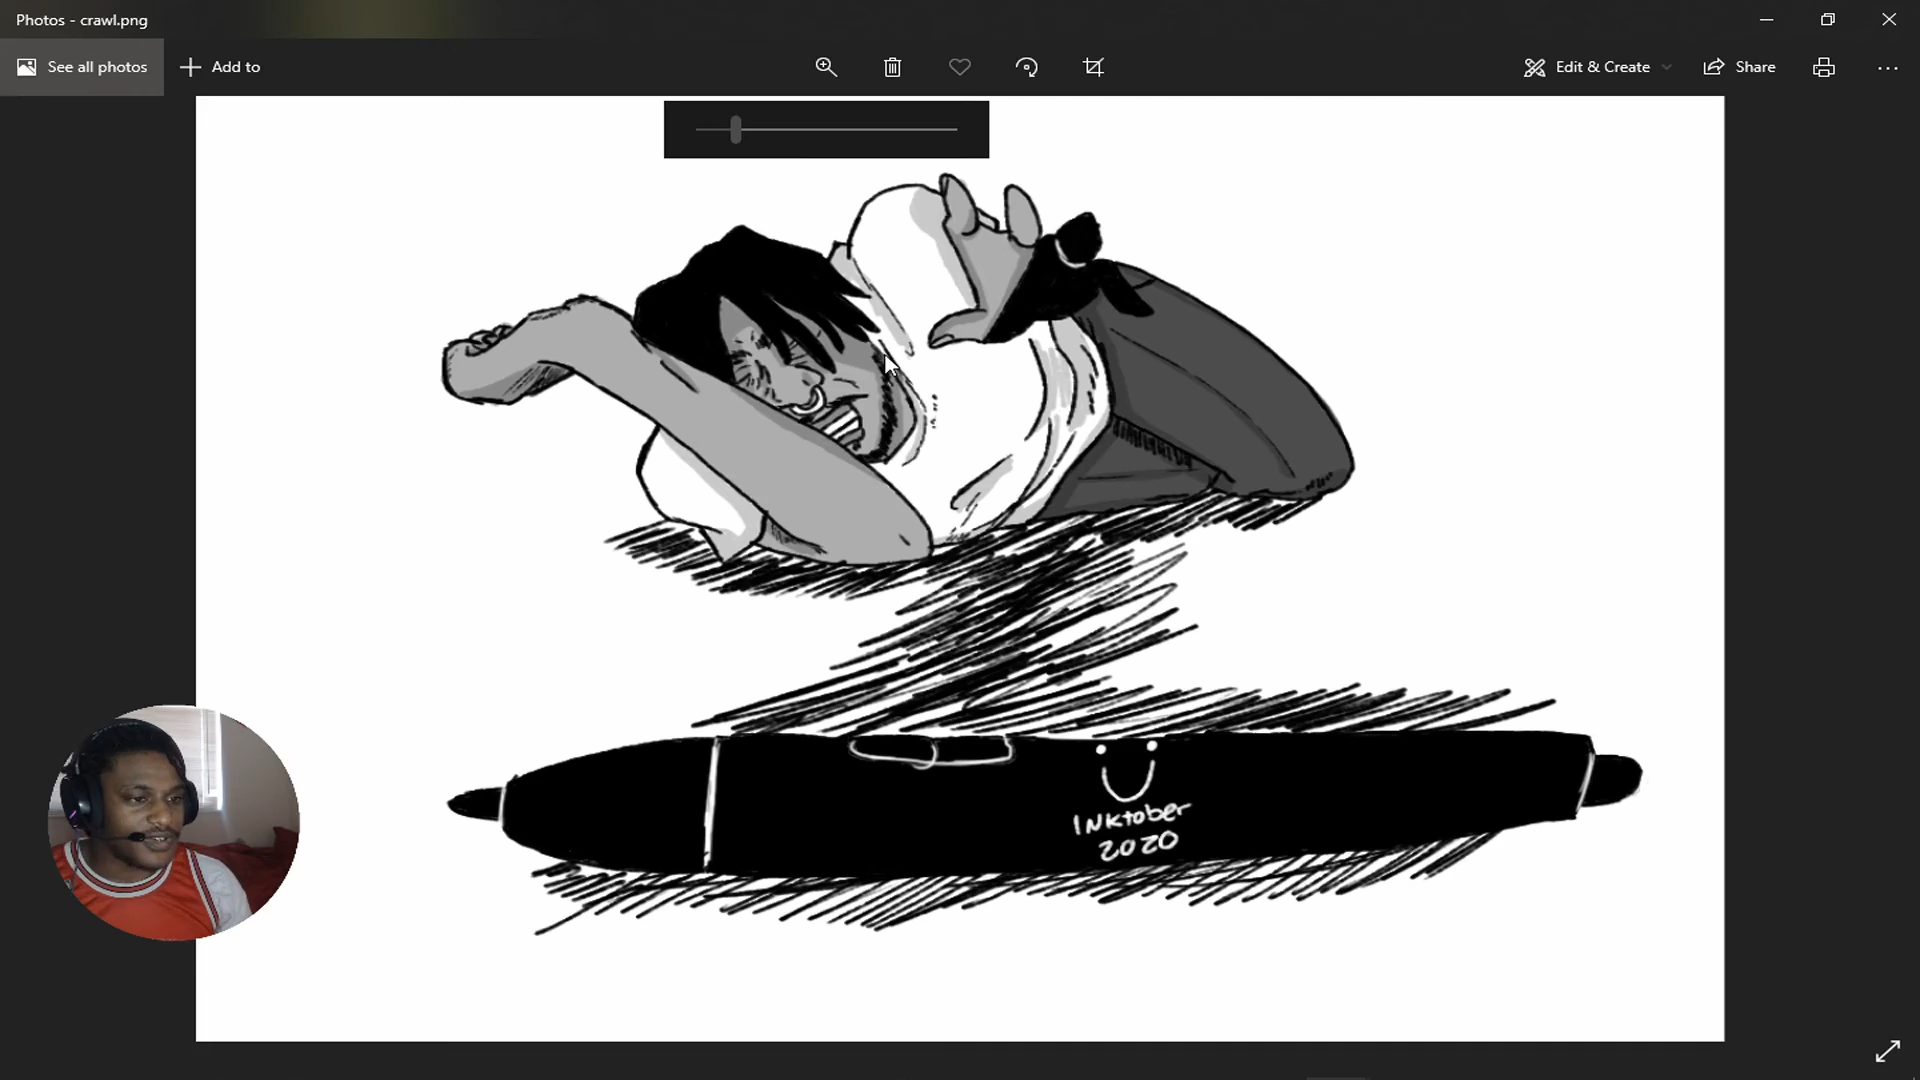 Photos - crawl.png
See all photos
Add to
Edit & Create
Share
INKtober
2020